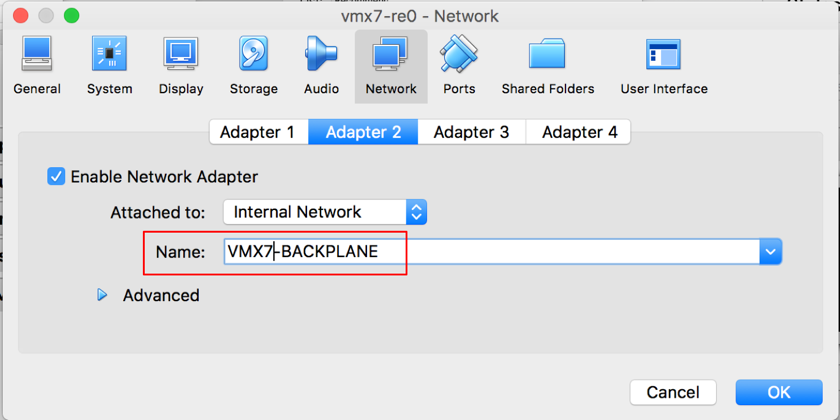 vmx7-re0 - Network
General System Display Storage Audio Network Ports Shared Folders User Interface
Adapter 1 Adapter 2 Adapter 3 Adapter 4
Enable Network Adapter
Attached to: Internal Network
Name: VMX7-BACKPLANE
Advanced
Cancel OK